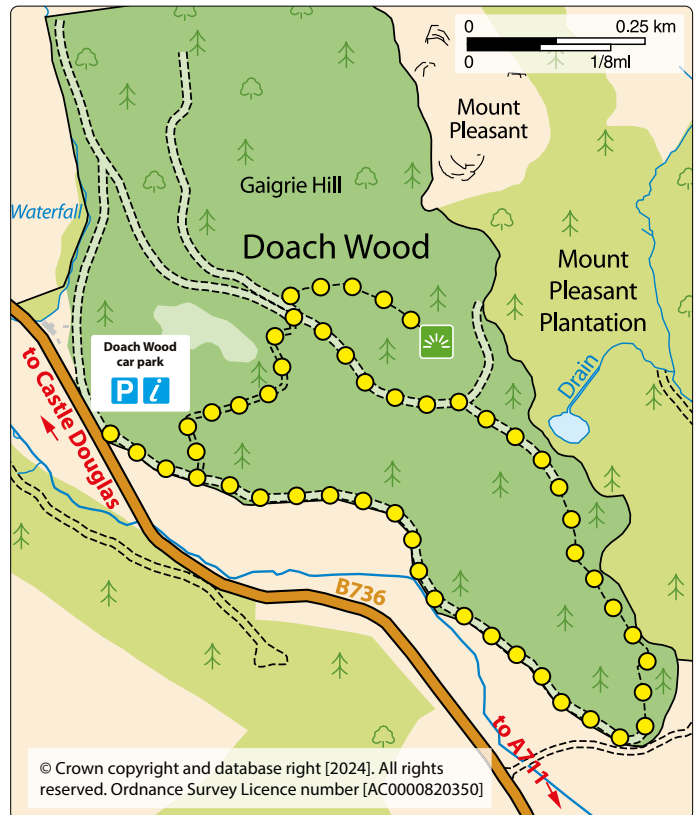 0 0.25 km
0 1/8ml
Mount
Pleasant
Gaigrie Hill
Waterfall
Doach Wood
Mount
Pleasant
Plantation
Doach Wood
car park
P i
to Castle Douglas
Drain
B736
to A711
© Crown copyright and database right [2024]. All rights
reserved. Ordnance Survey Licence number [AC0000820350]